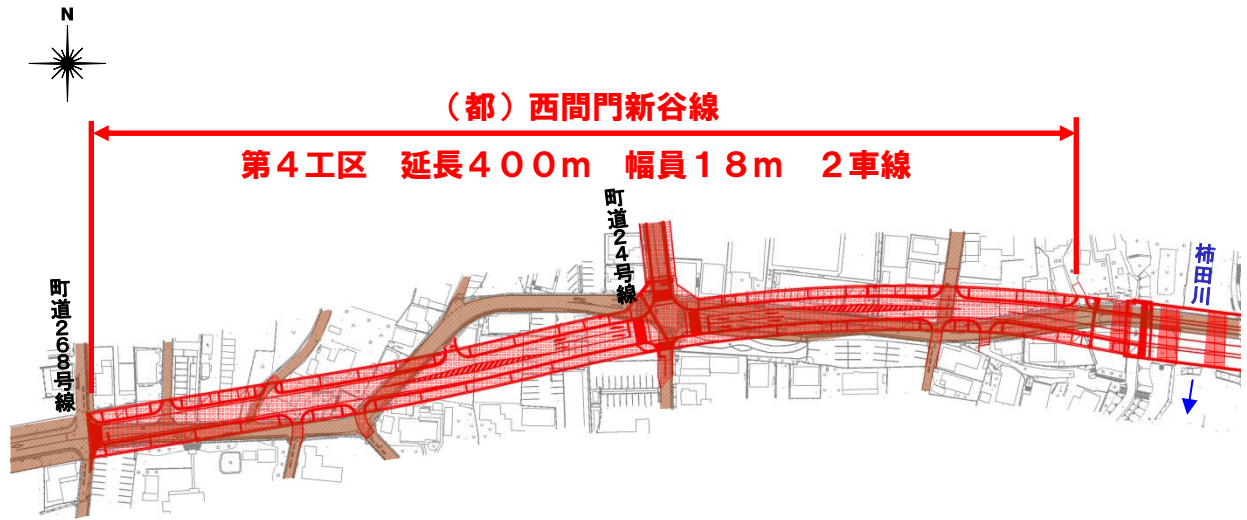 N
（都）西間門新谷線
第４工区　延長４００ｍ　幅員１８ｍ　２車線
町道２４号線
柿田川
町道２６８号線